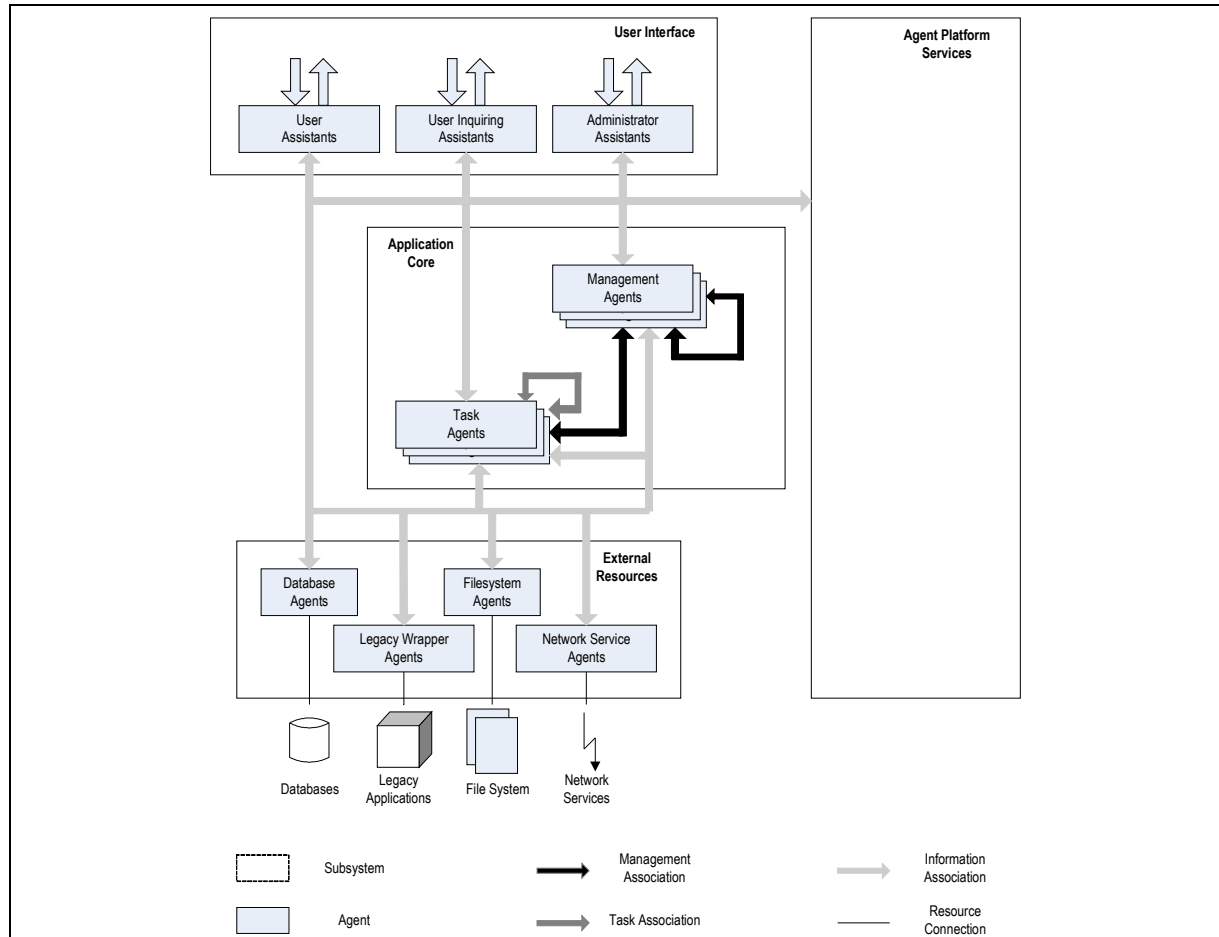 User Interface
Agent Platform
Services
User
Assistants
User Inquiring
Assistants
Administrator
Assistants
Application
Core
Management
Agents
Task
Agents
External
Resources
Database
Agents
Filesystem
Agents
Legacy Wrapper
Agents
Network Service
Agents
Databases
Legacy
Applications
File System
Network
Services
Subsystem
Management
Association
Information
Association
Agent
Task Association
Resource
Connection